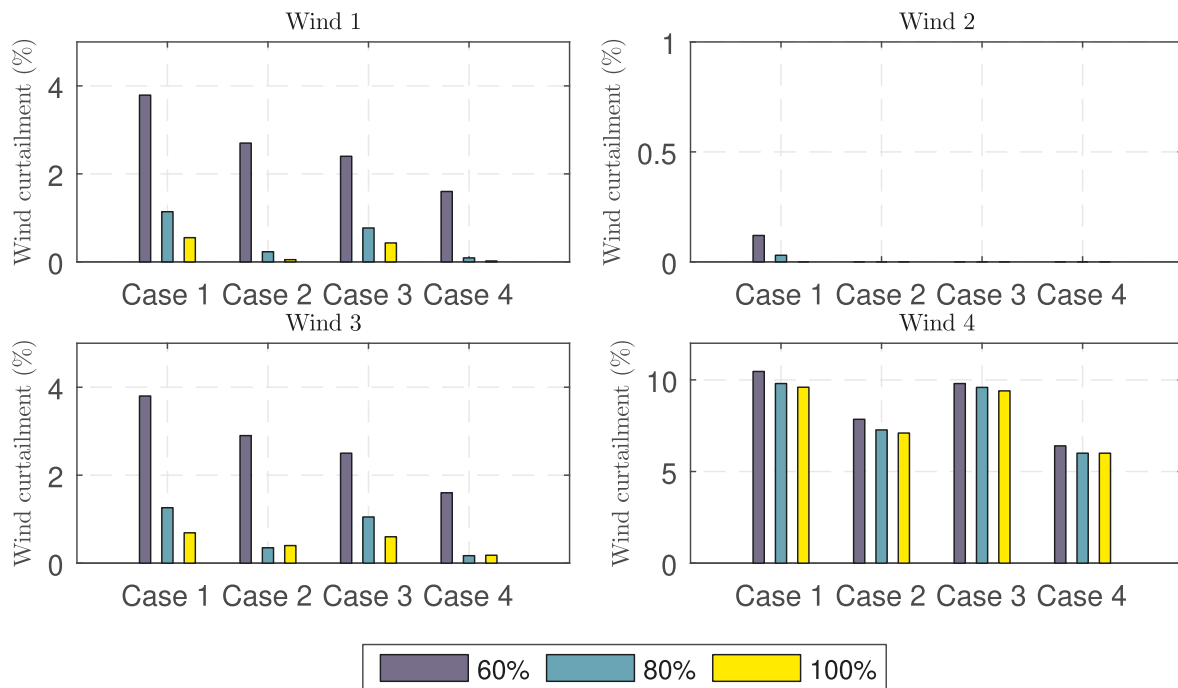 Wind 1
Wind curtailment (%)
4
2
0
Case 1 Case 2 Case 3 Case 4
Wind 2
Wind curtailment (%)
1
0.5
0
Case 1 Case 2 Case 3 Case 4
Wind 3
Wind curtailment (%)
4
2
0
Case 1 Case 2 Case 3 Case 4
Wind 4
Wind curtailment (%)
10
5
0
Case 1 Case 2 Case 3 Case 4
60% 80% 100%